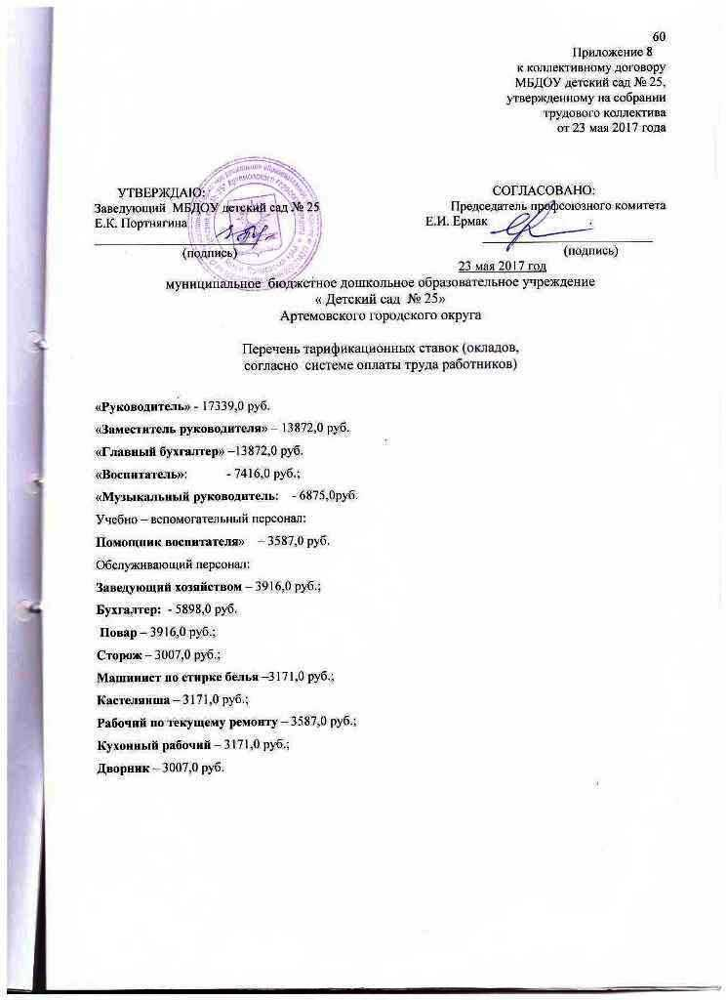 60
Приложение 8
к коллективному договору
МБДОУ детский сад № 25,
утвержденному на собрании
трудового коллектива
от 23 мая 2017 года
УТВЕРЖДАЮ:
Заведующий МБДОУ детский сад № 25
Е.К. Портнягина
(подпись)
СОГЛАСОВАНО:
Председатель профсоюзного комитета
Е.И. Ермак
(подпись)
23 мая 2017 год
муниципальное бюджетное дошкольное образовательное учреждение
« Детский сад № 25»
Артемовского городского округа
Перечень тарификационных ставок (окладов,
согласно системе оплаты труда работников)
«Руководитель» - 17339,0 руб.
«Заместитель руководителя» – 13872,0 руб.
«Главный бухгалтер» –13872,0 руб.
«Воспитатель»: - 7416,0 руб.;
«Музыкальный руководитель: - 6875,0руб.
Учебно – вспомогательный персонал:
Помощник воспитателя» – 3587,0 руб.
Обслуживающий персонал:
Заведующий хозяйством – 3916,0 руб.;
Бухгалтер: - 5898,0 руб.
Повар – 3916,0 руб.;
Сторож – 3007,0 руб.;
Машинист по стирке белья –3171,0 руб.;
Кастелянша – 3171,0 руб.;
Рабочий по текущему ремонту – 3587,0 руб.;
Кухонный рабочий – 3171,0 руб.;
Дворник – 3007,0 руб.